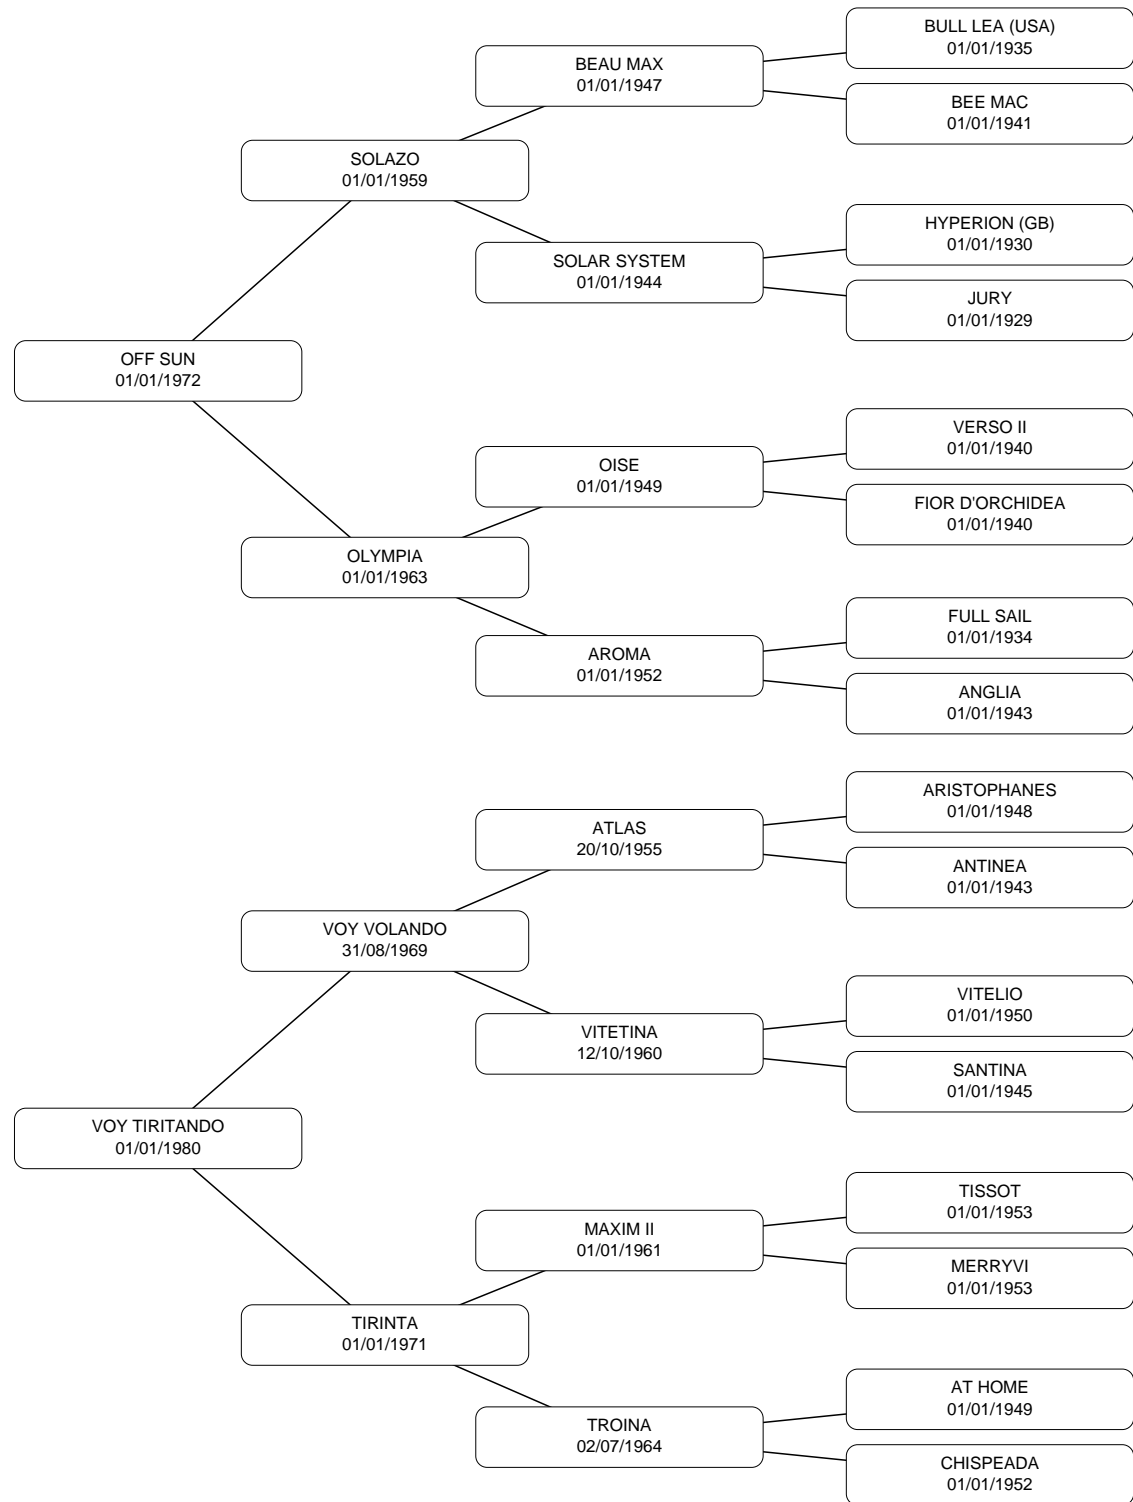 BULL LEA (USA)
01/01/1935
BEAU MAX
01/01/1947
BEE MAC
01/01/1941
SOLAZO
01/01/1959
HYPERION (GB)
01/01/1930
SOLAR SYSTEM
01/01/1944
JURY
01/01/1929
OFF SUN
01/01/1972
VERSO II
01/01/1940
OISE
01/01/1949
FIOR D'ORCHIDEA
01/01/1940
OLYMPIA
01/01/1963
FULL SAIL
01/01/1934
AROMA
01/01/1952
ANGLIA
01/01/1943
ARISTOPHANES
01/01/1948
ATLAS
20/10/1955
ANTINEA
01/01/1943
VOY VOLANDO
31/08/1969
VITELIO
01/01/1950
VITETINA
12/10/1960
SANTINA
01/01/1945
VOY TIRITANDO
01/01/1980
TISSOT
01/01/1953
MAXIM II
01/01/1961
MERRYVI
01/01/1953
TIRINTA
01/01/1971
AT HOME
01/01/1949
TROINA
02/07/1964
CHISPEADA
01/01/1952